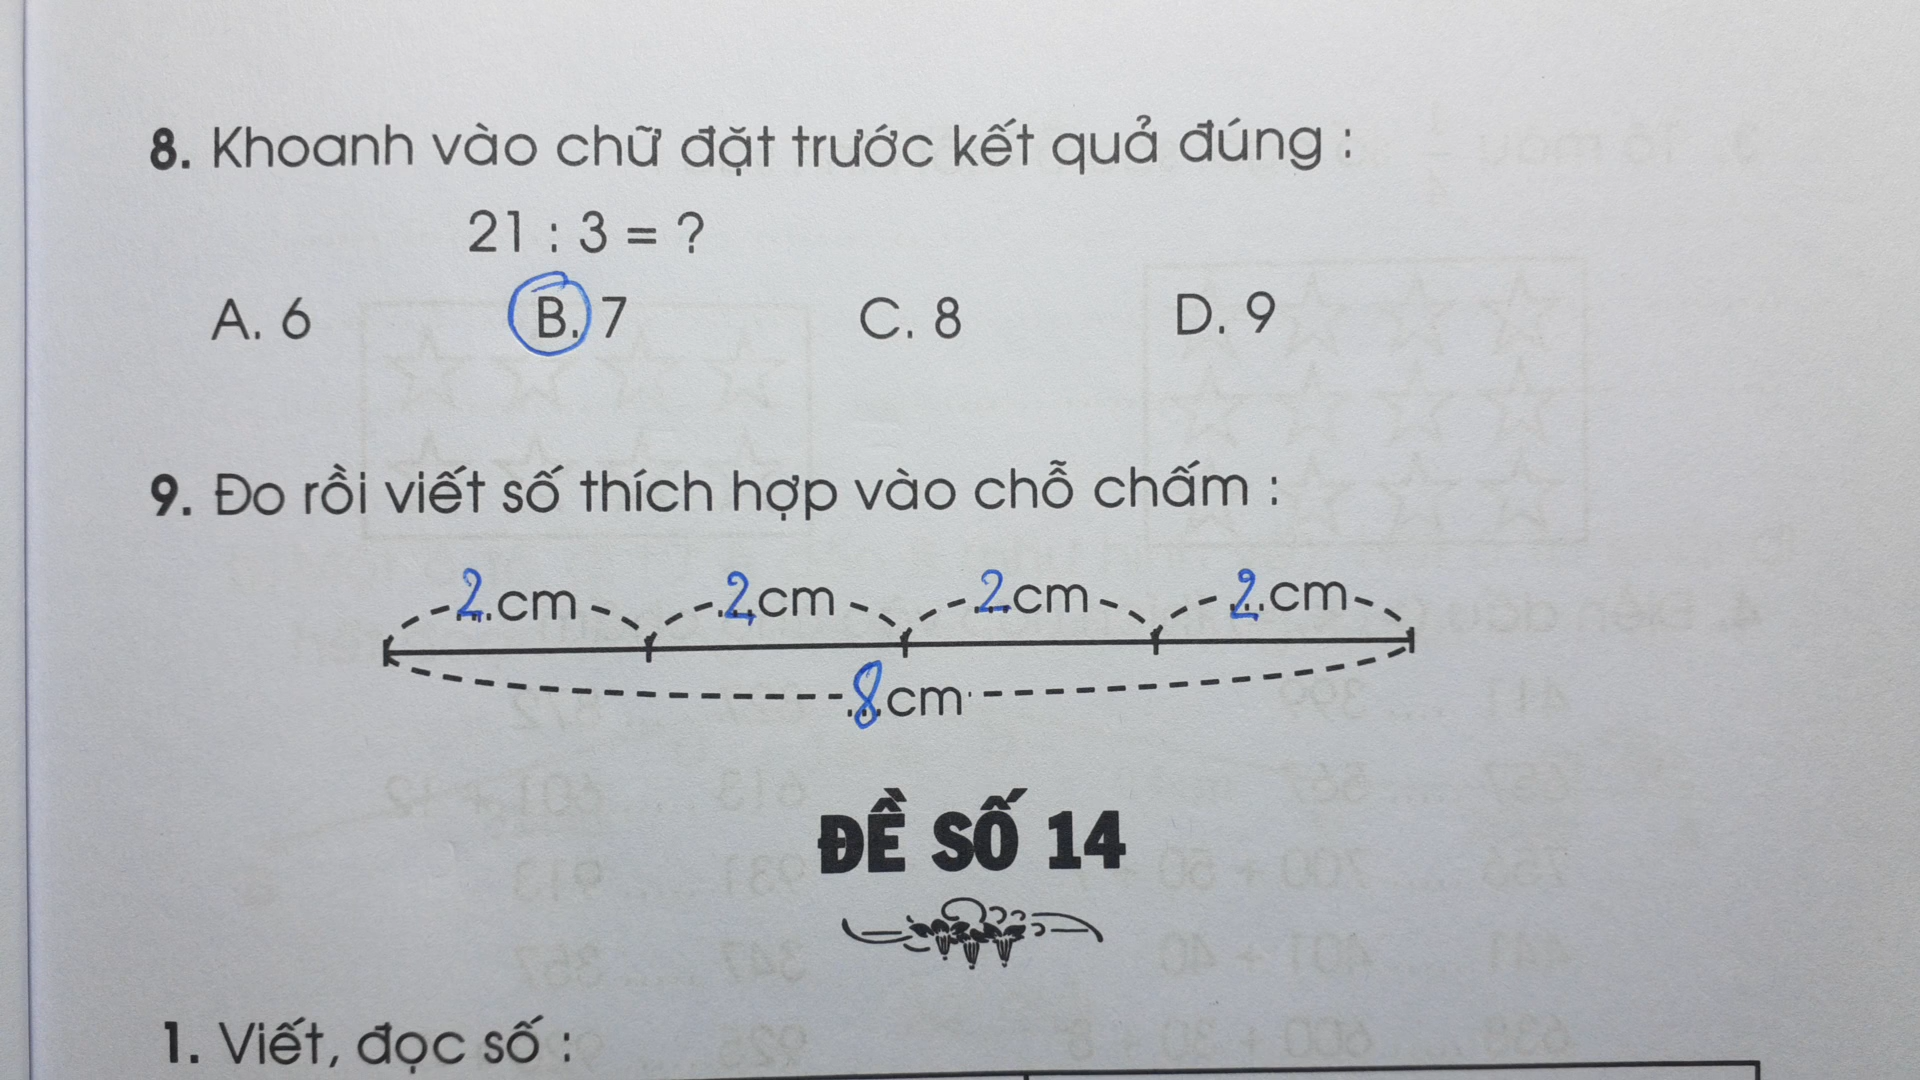 8. Khoanh vào chữ đặt trước kết quả đúng :
21 : 3 = ?
A. 6 B. 7 C. 8 D. 9
9. Đo rồi viết số thích hợp vào chỗ chấm :
2 cm 2 cm 2 cm 2 cm
8 cm
ĐỀ SỐ 14
1. Viết, đọc số :